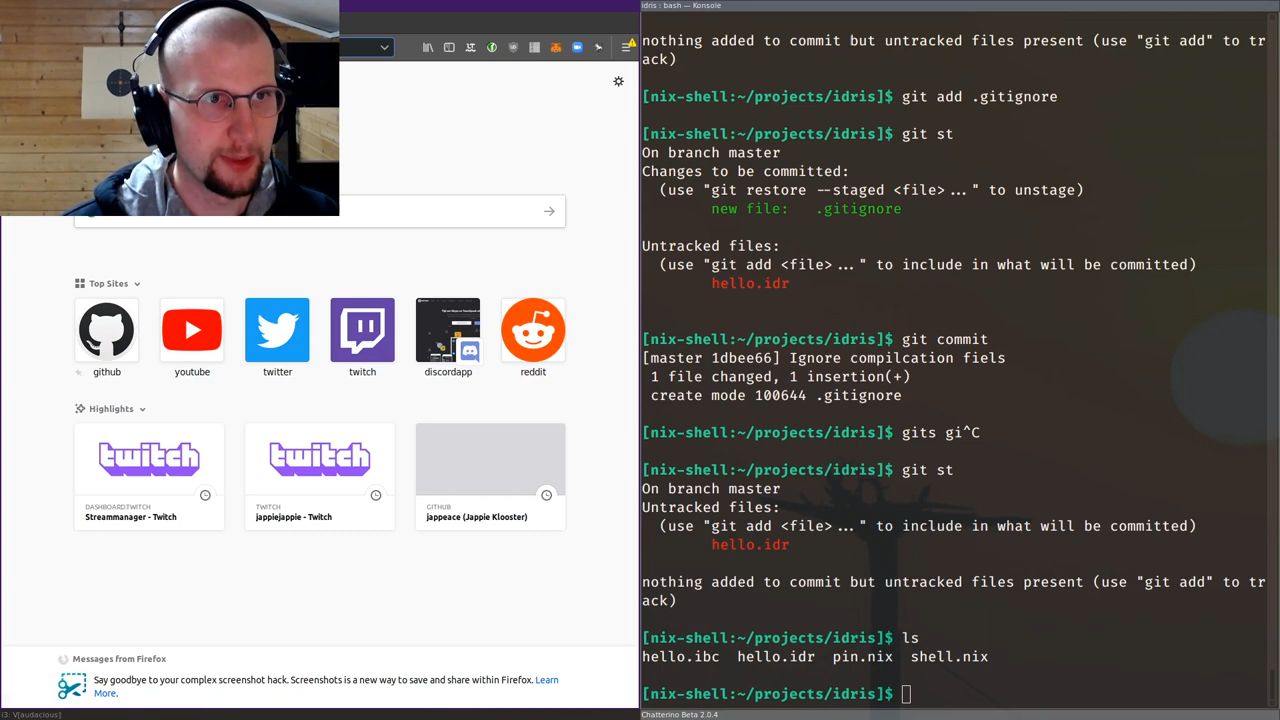 idris : bash — Konsole
nothing added to commit but untracked files present (use "git add" to tr
ack)
[nix-shell:~/projects/idris]$ git add .gitignore
[nix-shell:~/projects/idris]$ git st
On branch master
Changes to be committed:
(use "git restore --staged <file>..." to unstage)
new file: .gitignore
Untracked files:
(use "git add <file>..." to include in what will be committed)
hello.idr
[nix-shell:~/projects/idris]$ git commit
[master 1dbee66] Ignore compilcation fiels
1 file changed, 1 insertion(+)
create mode 100644 .gitignore
[nix-shell:~/projects/idris]$ gits gi^C
[nix-shell:~/projects/idris]$ git st
On branch master
Untracked files:
(use "git add <file>..." to include in what will be committed)
hello.idr
nothing added to commit but untracked files present (use "git add" to tr
ack)
[nix-shell:~/projects/idris]$ ls
hello.ibc hello.idr pin.nix shell.nix
[nix-shell:~/projects/idris]$
Chatterino Beta 2.0.4
Top Sites
github youtube twitter twitch discordapp reddit
Highlights
twitch twitch
DASHBOARD.TWITCH TWITCH GITHUB
Streammanager - Twitch jappiejappie - Twitch jappeace (Jappie Klooster)
Messages from Firefox
Say goodbye to your complex screenshot hack. Screenshots is a new way to save and share within Firefox. Learn
More.
i3: V[audacious]